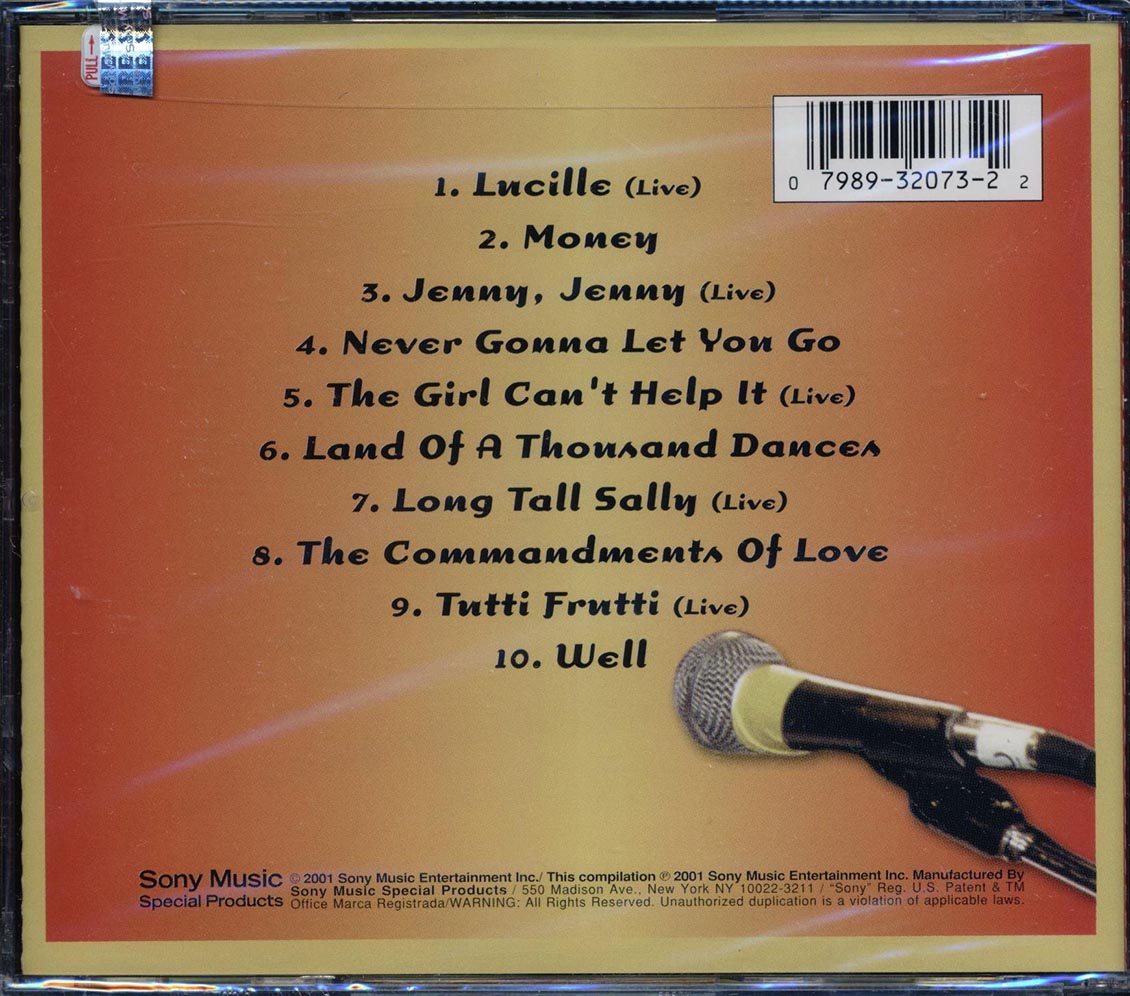 PULL
0 7989-32073-2 2
1. Lucille (Live)
2. Money
3. Jenny, Jenny (Live)
4. Never Gonna Let You Go
5. The Girl Can't Help It (Live)
6. Land Of A Thousand Dances
7. Long Tall Sally (Live)
8. The Commandments Of Love
9. Tutti Frutti (Live)
10. Well
Sony Music
Special Products
© 2001 Sony Music Entertainment Inc./ This compilation ℗ 2001 Sony Music Entertainment Inc. Manufactured By
Sony Music Special Products / 550 Madison Ave., New York NY 10022-3211 / "Sony" Reg. U.S. Patent & TM
Office Marca Registrada/WARNING: All Rights Reserved. Unauthorized duplication is a violation of applicable laws.